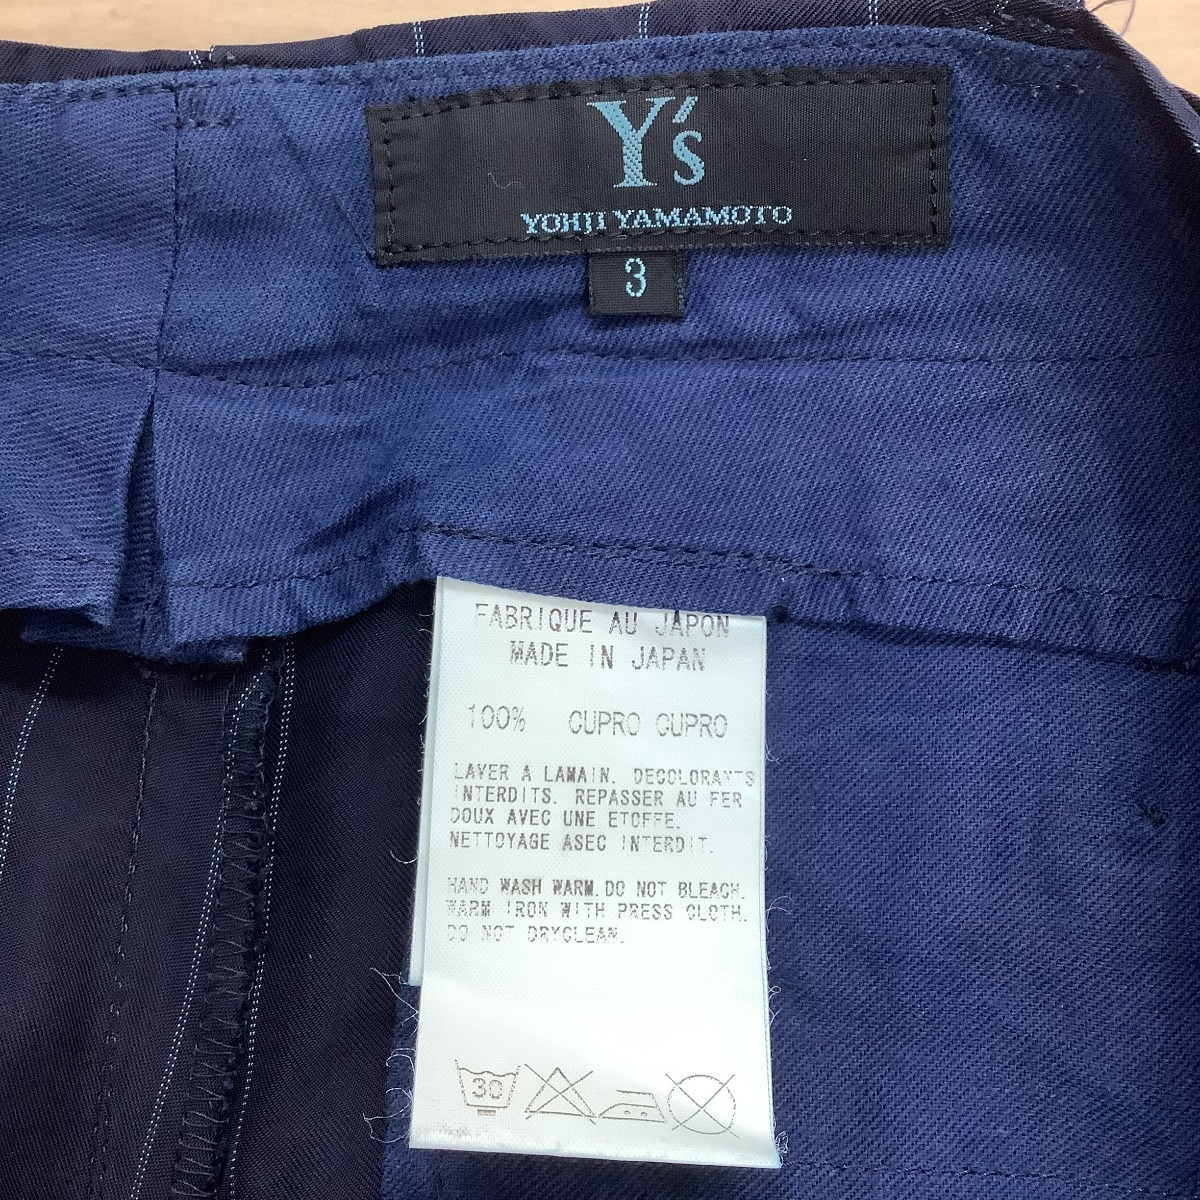 Y's
YOHJI YAMAMOTO
3
FABRIQUE AU JAPON
MADE IN JAPAN
100% CUPRO CUPRO
LAVER A LAMAIN. DECOLORANTS
INTERDITS. REPASSER AU FER
DOUX AVEC UNE ETOFFE.
NETTOYAGE ASEC INTERDIT.
HAND WASH WARM. DO NOT BLEACH.
WARM IRON WITH PRESS CLOTH.
DO NOT DRYCLEAN.
30